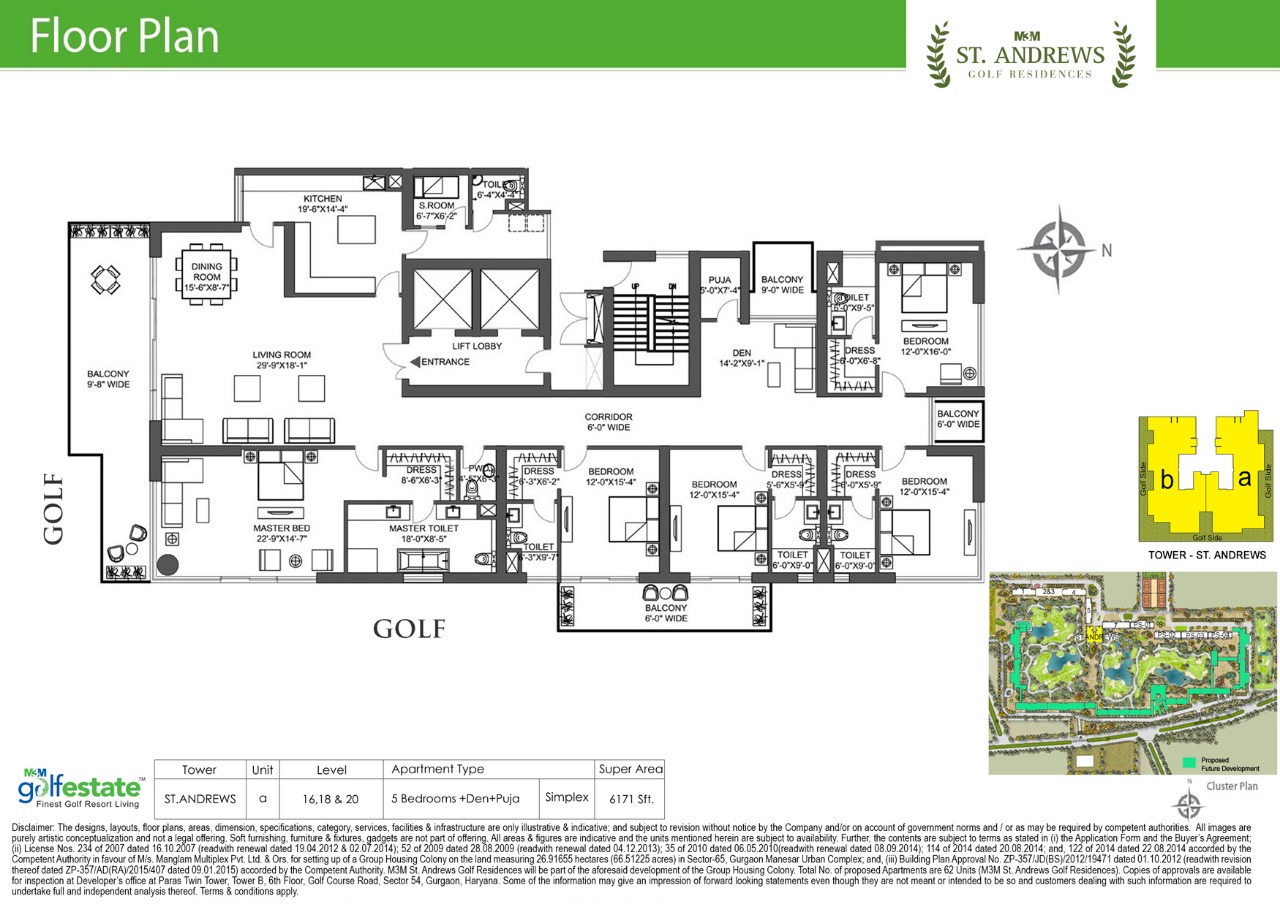 Floor Plan
M3M
ST. ANDREWS
GOLF RESIDENCES
KITCHEN
19'-6"X14'-4"
S.ROOM
6'-7"X6'-2"
6'-4"X4'-4"
DINING
ROOM
15'-6"X8'-7"
UP
DN
PUJA
5'-0"X7'-4"
BALCONY
9'-0" WIDE
TOILET
6'-0"X9'-5"
N
BEDROOM
12'-0"X16'-0"
LIFT LOBBY
ENTRANCE
LIVING ROOM
29'-9"X18'-1"
DEN
14'-2"X9'-1"
DRESS
6'-0"X6'-8"
BALCONY
9'-8" WIDE
CORRIDOR
6'-0" WIDE
BALCONY
6'-0" WIDE
DRESS
8'-6"X6'-3"
PWD
4'-5"X6'-3"
DRESS
6'-3"X6'-2"
BEDROOM
12'-0"X15'-4"
BEDROOM
12'-0"X15'-4"
DRESS
5'-6"X5'-9"
DRESS
6'-0"X5'-9"
BEDROOM
12'-0"X15'-4"
MASTER BED
22'-9"X14'-7"
MASTER TOILET
18'-0"X8'-5"
TOILET
6'-3"X9'-7"
TOILET
6'-0"X9'-0"
TOILET
6'-0"X9'-0"
BALCONY
6'-0" WIDE
GOLF
GOLF
Golf Side
b
a
Golf Side
Golf Side
TOWER - ST. ANDREWS
1
2&3
4
5
6
7
PS-01
PS-02
PS-03
PS-04
ST.ANDREWS
Proposed
Future Development
N
Cluster Plan
M3M
golfestate™
Finest Golf Resort Living
Tower Unit Level Apartment Type Super Area
ST.ANDREWS a 16,18 & 20 5 Bedrooms +Den+Puja Simplex 6171 Sft.
Disclaimer: The designs, layouts, floor plans, areas, dimension, specifications, category, services, facilities & infrastructure are only illustrative & indicative; and subject to revision without notice by the Company and/or on account of government norms and / or as may be required by competent authorities. All images are
purely artistic conceptualization and not a legal offering. Soft furnishing, furniture & fixtures, gadgets are not part of offering. All areas & figures are indicative and the units mentioned herein are subject to availability. Further, the contents are subject to terms as stated in (i) the Application Form and the Buyer's Agreement;
(ii) License Nos. 234 of 2007 dated 16.10.2007 (readwith renewal dated 19.04.2012 & 02.07.2014); 52 of 2009 dated 28.08.2009 (readwith renewal dated 04.12.2013); 35 of 2010 dated 06.05.2010(readwith renewal dated 08.09.2014); 114 of 2014 dated 20.08.2014; and, 122 of 2014 dated 22.08.2014 accorded by the
Competent Authority in favour of M/s. Manglam Multiplex Pvt. Ltd. & Ors. for setting up of a Group Housing Colony on the land measuring 26.91655 hectares (66.51225 acres) in Sector-65, Gurgaon Manesar Urban Complex; and, (iii) Building Plan Approval No. ZP-357/JD(BS)/2012/19471 dated 01.10.2012 (readwith revision
thereof dated ZP-357/AD(RA)/2015/407 dated 09.01.2015) accorded by the Competent Authority. M3M St. Andrews Golf Residences will be part of the aforesaid development of the Group Housing Colony. Total No. of proposed Apartments are 62 Units (M3M St. Andrews Golf Residences). Copies of approvals are available
for inspection at Developer's office at Paras Twin Tower, Tower B, 6th Floor, Golf Course Road, Sector 54, Gurgaon, Haryana. Some of the information may give an impression of forward looking statements even though they are not meant or intended to be so and customers dealing with such information are required to
undertake full and independent analysis thereof. Terms & conditions apply.